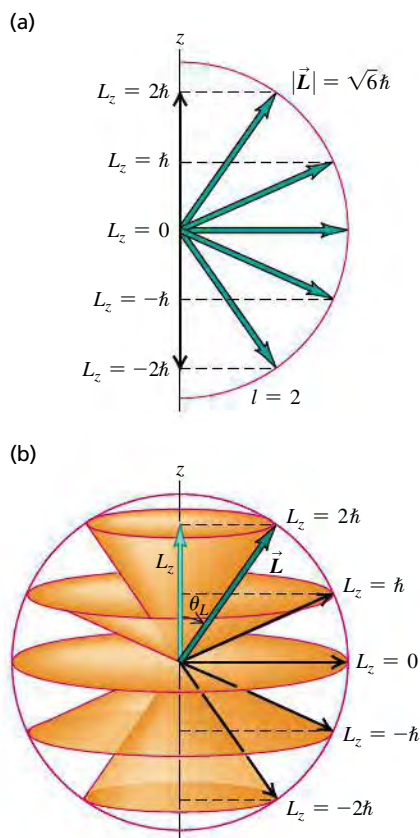 (a)
z
L_z = 2ħ
|L⃗| = √6ħ
L_z = ħ
L_z = 0
L_z = −ħ
L_z = −2ħ
l = 2
(b)
z
L_z = 2ħ
L_z
L⃗
L_z = ħ
θ_L
L_z = 0
L_z = −ħ
L_z = −2ħ